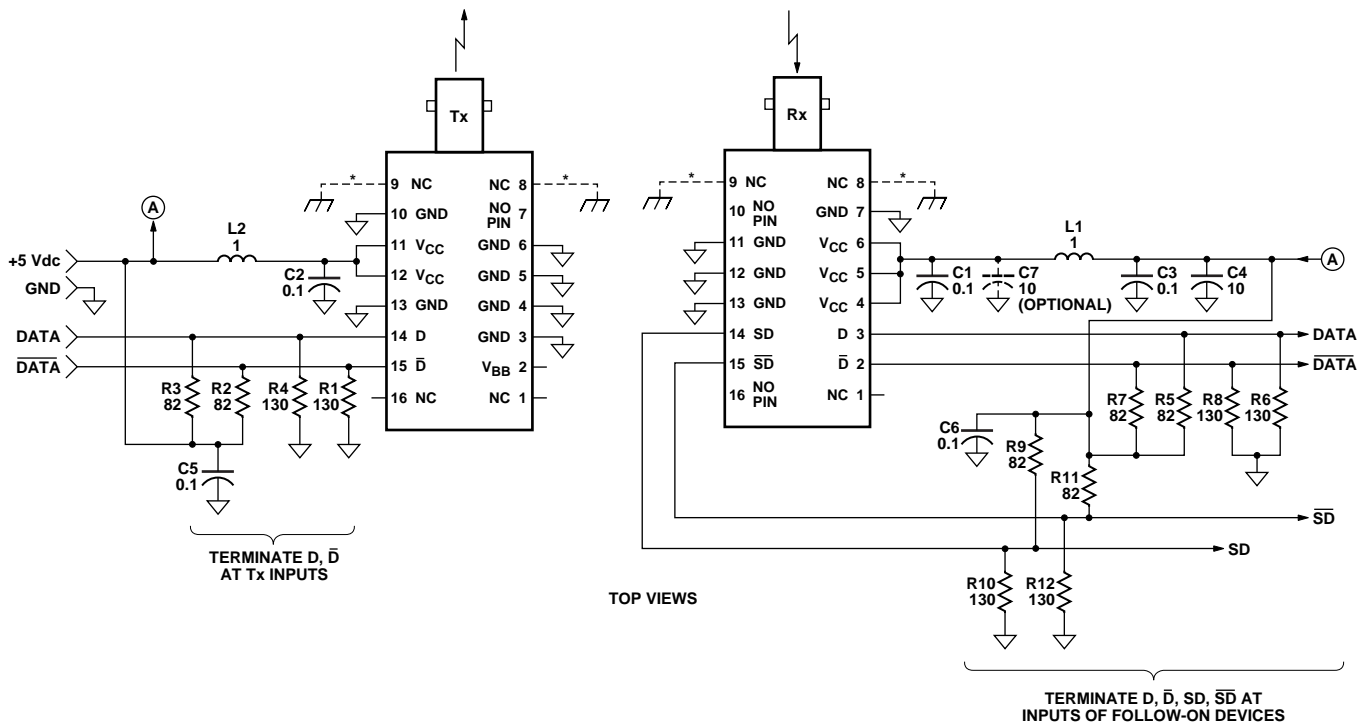 Tx
Rx
9 NC
NC 8
*
*
10 GND
NO PIN 7
11 VCC
GND 6
12 VCC
GND 5
13 GND
GND 4
14 D
GND 3
15 D̅
VBB 2
16 NC
NC 1
A
L2
1
+5 Vdc
C2
0.1
GND
DATA
D̅A̅T̅A̅
R3
82
R2
82
R4
130
R1
130
C5
0.1
TERMINATE D, D̅
AT Tx INPUTS
*
*
9 NC
NC 8
10 NO PIN
GND 7
11 GND
VCC 6
12 GND
VCC 5
13 GND
VCC 4
14 SD
D 3
15 S̅D̅
D̅ 2
16 NO PIN
NC 1
L1
1
A
C1
0.1
C7
10
(OPTIONAL)
C3
0.1
C4
10
DATA
D̅A̅T̅A̅
R7
82
R5
82
R8
130
R6
130
C6
0.1
R9
82
R11
82
S̅D̅
SD
R10
130
R12
130
TOP VIEWS
TERMINATE D, D̅, SD, S̅D̅ AT
INPUTS OF FOLLOW-ON DEVICES